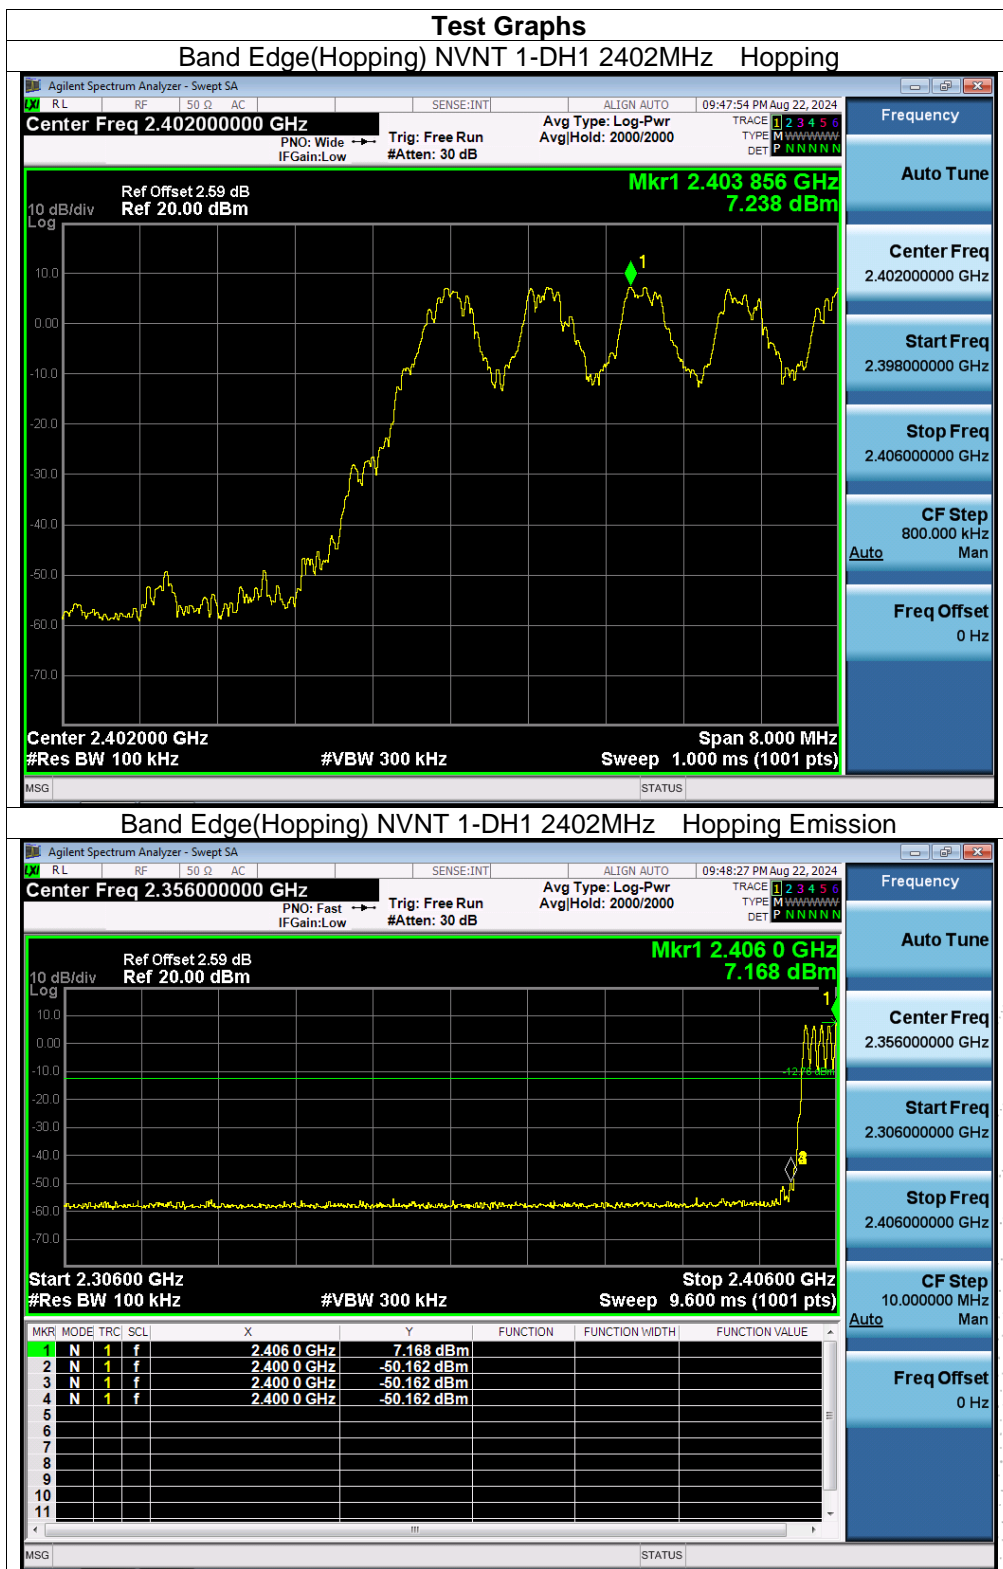 Test Graphs
Band Edge(Hopping) NVNT 1-DH1 2402MHz Hopping
Agilent Spectrum Analyzer - Swept SA
LXI RL RF 50 Ω AC SENSE:INT ALIGN AUTO 09:47:54 PM Aug 22, 2024
Center Freq 2.402000000 GHz
PNO: Wide
IFGain:Low
Trig: Free Run
#Atten: 30 dB
Avg Type: Log-Pwr
Avg|Hold: 2000/2000
TRACE 1 2 3 4 5 6
TYPE M WWWWW
DET P N N N N N
Mkr1 2.403 856 GHz
7.238 dBm
Ref Offset 2.59 dB
10 dB/div Ref 20.00 dBm
Log
10.0
0.00
-10.0
-20.0
-30.0
-40.0
-50.0
-60.0
-70.0
1
Center 2.402000 GHz Span 8.000 MHz
#Res BW 100 kHz #VBW 300 kHz Sweep 1.000 ms (1001 pts)
MSG STATUS
Frequency
Auto Tune
Center Freq
2.402000000 GHz
Start Freq
2.398000000 GHz
Stop Freq
2.406000000 GHz
CF Step
800.000 kHz
Auto Man
Freq Offset
0 Hz
Band Edge(Hopping) NVNT 1-DH1 2402MHz Hopping Emission
Agilent Spectrum Analyzer - Swept SA
LXI RL RF 50 Ω AC SENSE:INT ALIGN AUTO 09:48:27 PM Aug 22, 2024
Center Freq 2.356000000 GHz
PNO: Fast
IFGain:Low
Trig: Free Run
#Atten: 30 dB
Avg Type: Log-Pwr
Avg|Hold: 2000/2000
TRACE 1 2 3 4 5 6
TYPE M WWWWW
DET P N N N N N
Mkr1 2.406 0 GHz
7.168 dBm
Ref Offset 2.59 dB
10 dB/div Ref 20.00 dBm
Log
10.0
0.00
-10.0
-20.0
-30.0
-40.0
-50.0
-60.0
-70.0
1
-12.76 dBm
Start 2.30600 GHz Stop 2.40600 GHz
#Res BW 100 kHz #VBW 300 kHz Sweep 9.600 ms (1001 pts)
MKR MODE TRC SCL X Y FUNCTION FUNCTION WIDTH FUNCTION VALUE
1 N 1 f 2.406 0 GHz 7.168 dBm
2 N 1 f 2.400 0 GHz -50.162 dBm
3 N 1 f 2.400 0 GHz -50.162 dBm
4 N 1 f 2.400 0 GHz -50.162 dBm
5
6
7
8
9
10
11
MSG STATUS
Frequency
Auto Tune
Center Freq
2.356000000 GHz
Start Freq
2.306000000 GHz
Stop Freq
2.406000000 GHz
CF Step
10.000000 MHz
Auto Man
Freq Offset
0 Hz